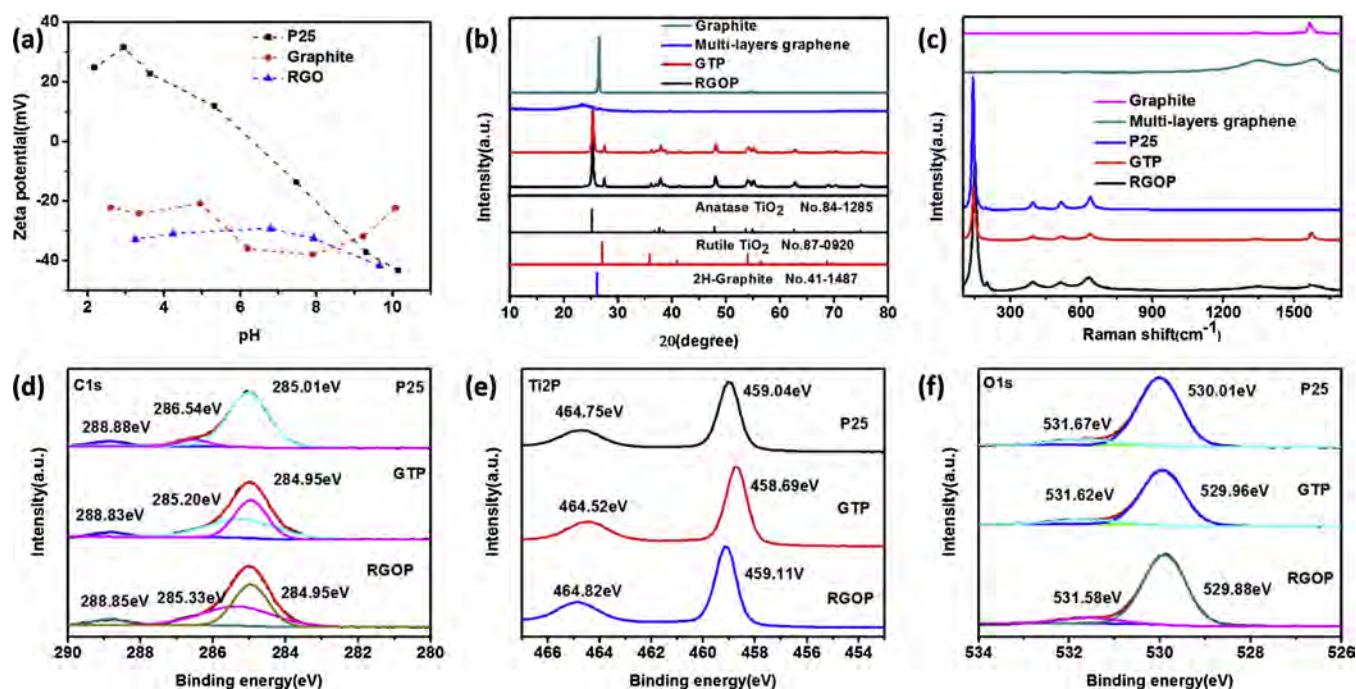 (a)
P25
Graphite
RGO
40
20
0
-20
-40
Zeta potential(mV)
2 3 4 5 6 7 8 9 10
pH
(b)
Graphite
Multi-layers graphene
GTP
RGOP
Anatase TiO2 No.84-1285
Rutile TiO2 No.87-0920
2H-Graphite No.41-1487
Intensity(a.u.)
10 20 30 40 50 60 70 80
2θ(degree)
(c)
Graphite
Multi-layers graphene
P25
GTP
RGOP
Intensity(a.u.)
300 600 900 1200 1500
Raman shift(cm-1)
(d)
C1s
285.01eV
P25
286.54eV
288.88eV
GTP
284.95eV
285.20eV
288.83eV
RGOP
285.33eV
284.95eV
288.85eV
Intensity(a.u.)
290 288 286 284 282 280
Binding energy(eV)
(e)
Ti2P
459.04eV
464.75eV
P25
458.69eV
464.52eV
GTP
459.11V
464.82eV
RGOP
Intensity(a.u.)
466 464 462 460 458 456 454
Binding energy(eV)
(f)
O1s
530.01eV
P25
531.67eV
GTP
531.62eV
529.96eV
RGOP
531.58eV
529.88eV
Intensity(a.u.)
534 532 530 528 526
Binding energy(eV)